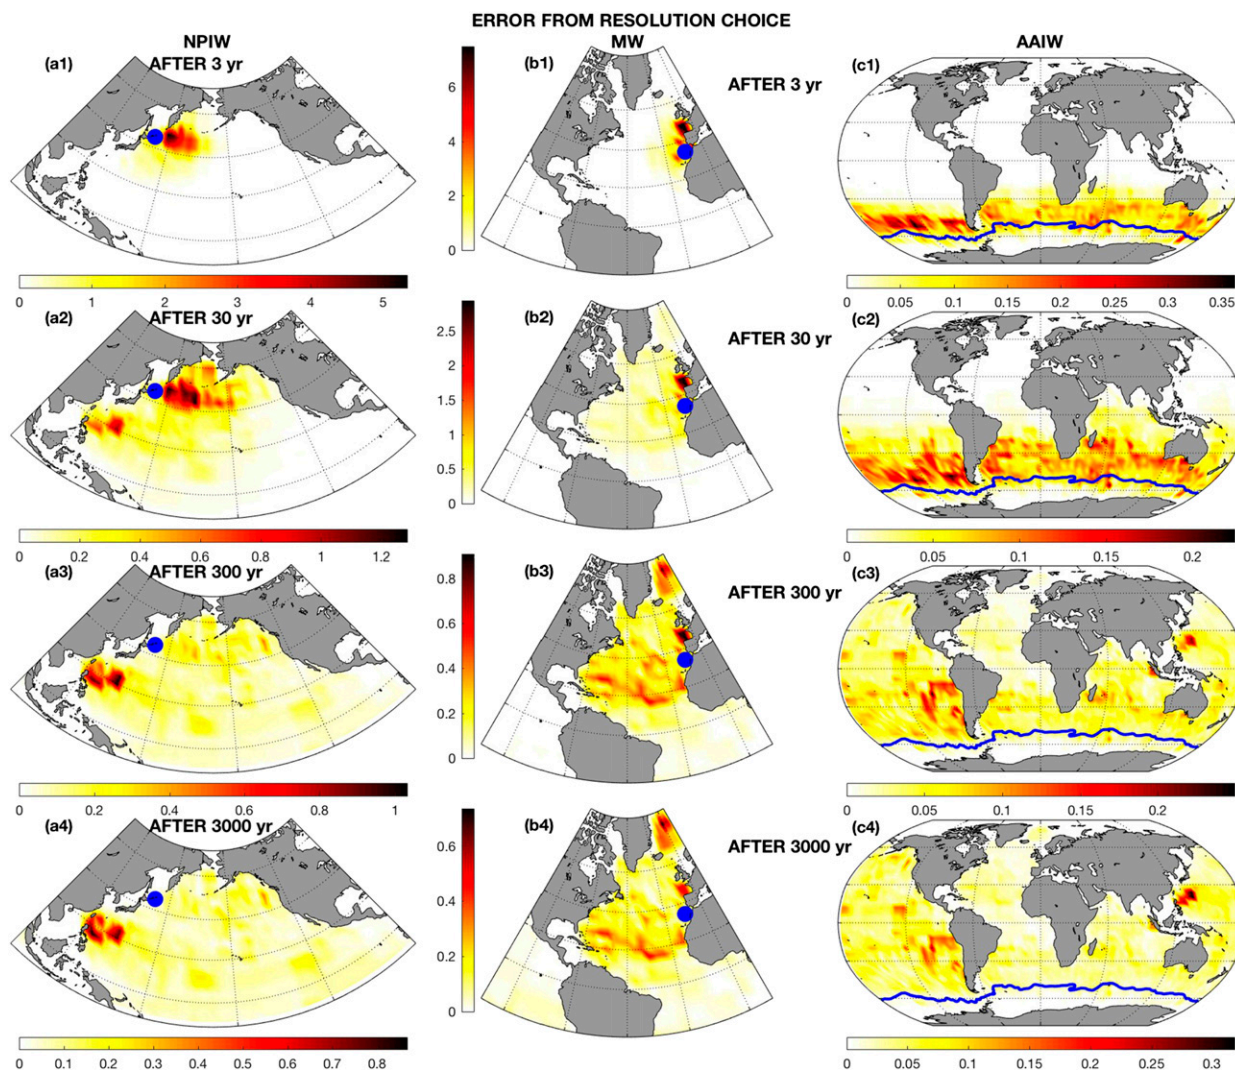 ERROR FROM RESOLUTION CHOICE
NPIW
MW
AAIW
(a1)
AFTER 3 yr
(b1)
AFTER 3 yr
(c1)
6
4
2
0
0 1 2 3 4 5
0 0.05 0.1 0.15 0.2 0.25 0.3 0.35
(a2)
AFTER 30 yr
(b2)
AFTER 30 yr
(c2)
2.5
2
1.5
1
0.5
0
0 0.2 0.4 0.6 0.8 1 1.2
0 0.05 0.1 0.15 0.2
(a3)
AFTER 300 yr
(b3)
AFTER 300 yr
(c3)
0.8
0.6
0.4
0.2
0
0 0.2 0.4 0.6 0.8 1
0 0.05 0.1 0.15 0.2
(a4)
AFTER 3000 yr
(b4)
AFTER 3000 yr
(c4)
0.6
0.4
0.2
0
0 0.1 0.2 0.3 0.4 0.5 0.6 0.7 0.8
0 0.05 0.1 0.15 0.2 0.25 0.3